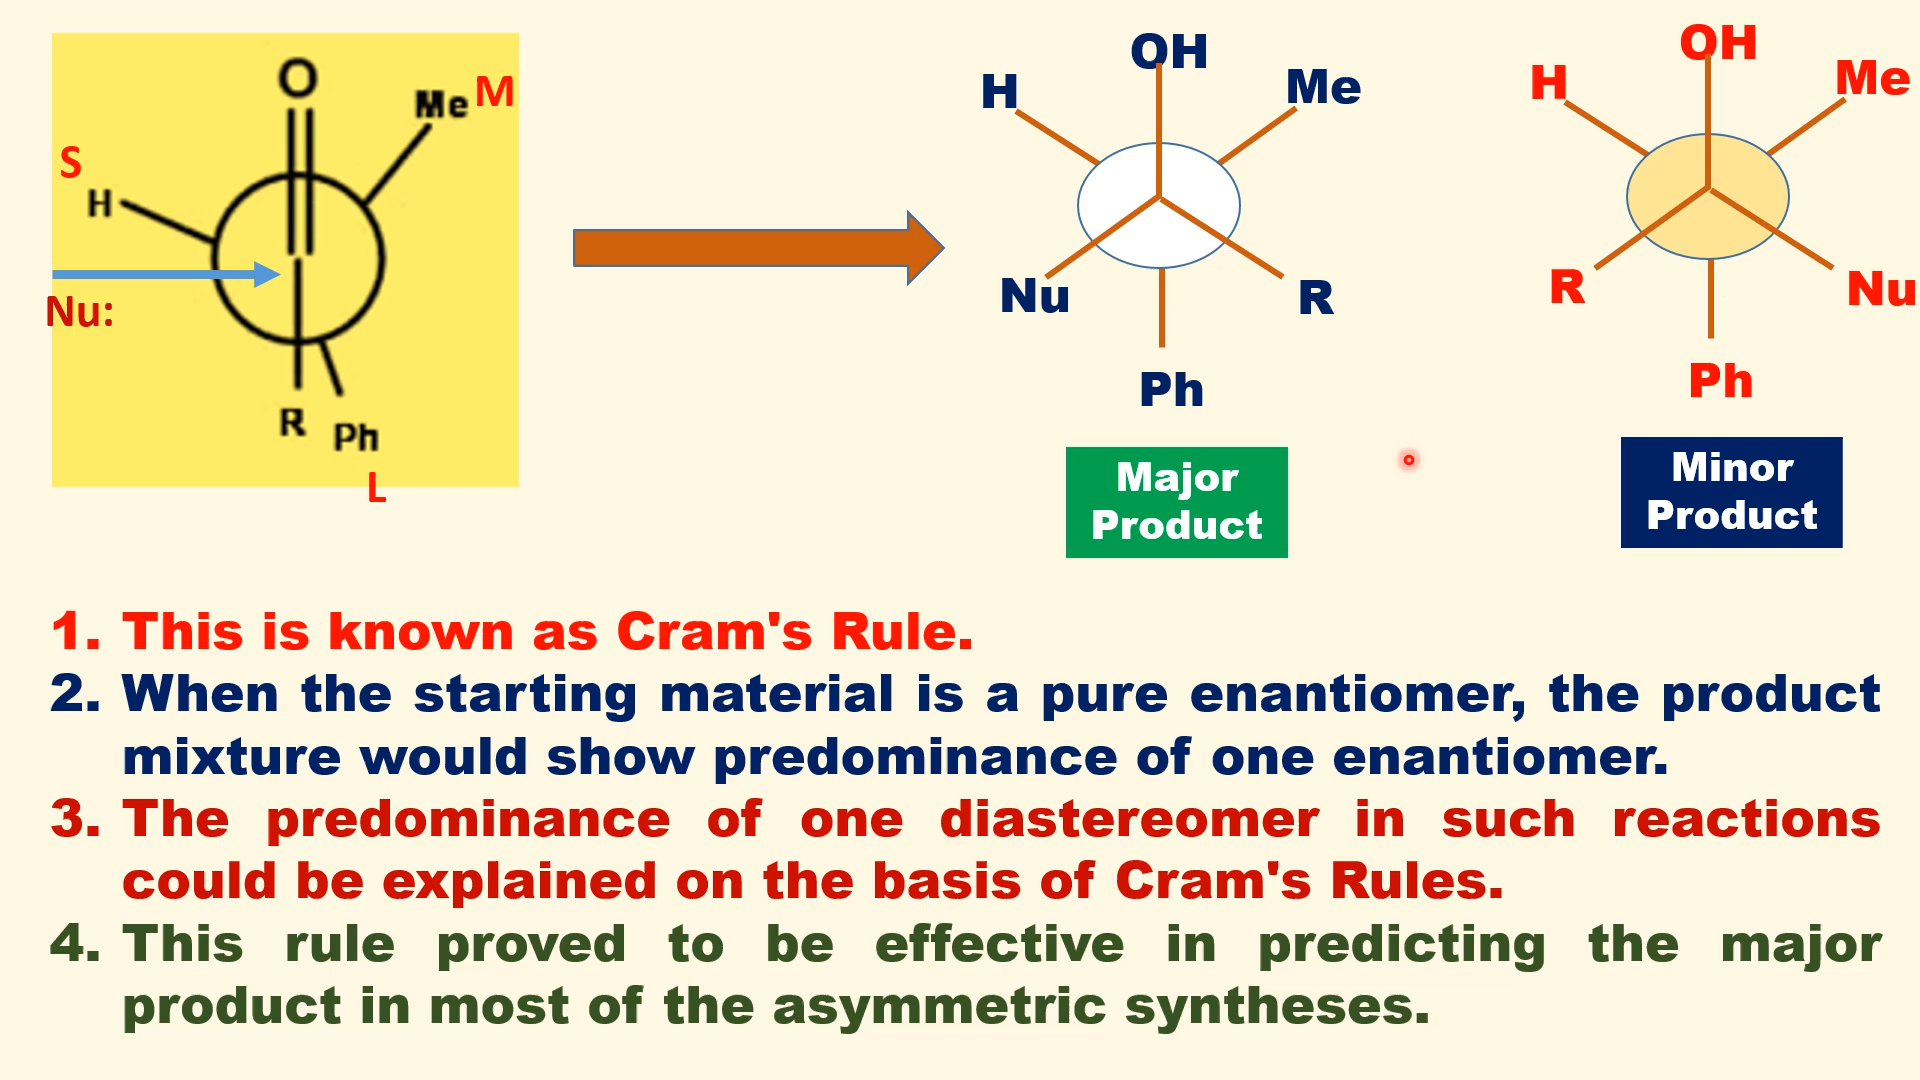 O
Me M
S
H
Nu:
R
Ph
L
OH
H
Me
Nu
R
Ph
Major
Product
OH
H
Me
R
Nu
Ph
Minor
Product
1. This is known as Cram's Rule.
2. When the starting material is a pure enantiomer, the product
mixture would show predominance of one enantiomer.
3. The predominance of one diastereomer in such reactions
could be explained on the basis of Cram's Rules.
4. This rule proved to be effective in predicting the major
product in most of the asymmetric syntheses.